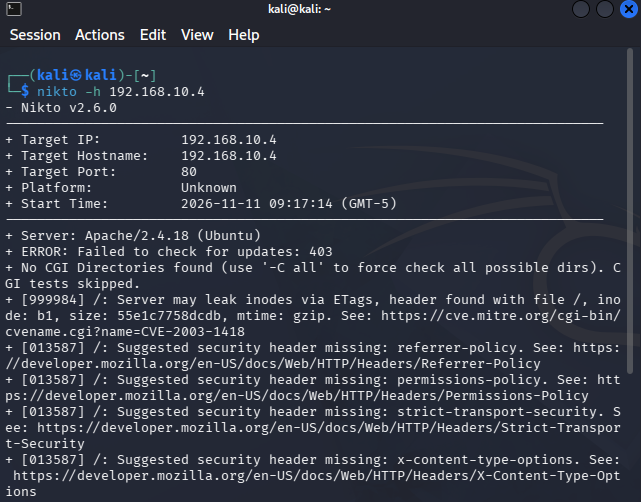 kali@kali: ~
Session Actions Edit View Help
┌──(kali㉿kali)-[~]
└─$ nikto -h 192.168.10.4
- Nikto v2.6.0
+ Target IP: 192.168.10.4
+ Target Hostname: 192.168.10.4
+ Target Port: 80
+ Platform: Unknown
+ Start Time: 2026-11-11 09:17:14 (GMT-5)
+ Server: Apache/2.4.18 (Ubuntu)
+ ERROR: Failed to check for updates: 403
+ No CGI Directories found (use '-C all' to force check all possible dirs). C
GI tests skipped.
+ [999984] /: Server may leak inodes via ETags, header found with file /, ino
de: b1, size: 55e1c7758dcdb, mtime: gzip. See: https://cve.mitre.org/cgi-bin/
cvename.cgi?name=CVE-2003-1418
+ [013587] /: Suggested security header missing: referrer-policy. See: https:
//developer.mozilla.org/en-US/docs/Web/HTTP/Headers/Referrer-Policy
+ [013587] /: Suggested security header missing: permissions-policy. See: htt
ps://developer.mozilla.org/en-US/docs/Web/HTTP/Headers/Permissions-Policy
+ [013587] /: Suggested security header missing: strict-transport-security. S
ee: https://developer.mozilla.org/en-US/docs/Web/HTTP/Headers/Strict-Transpor
t-Security
+ [013587] /: Suggested security header missing: x-content-type-options. See:
 https://developer.mozilla.org/en-US/docs/Web/HTTP/Headers/X-Content-Type-Opt
ions